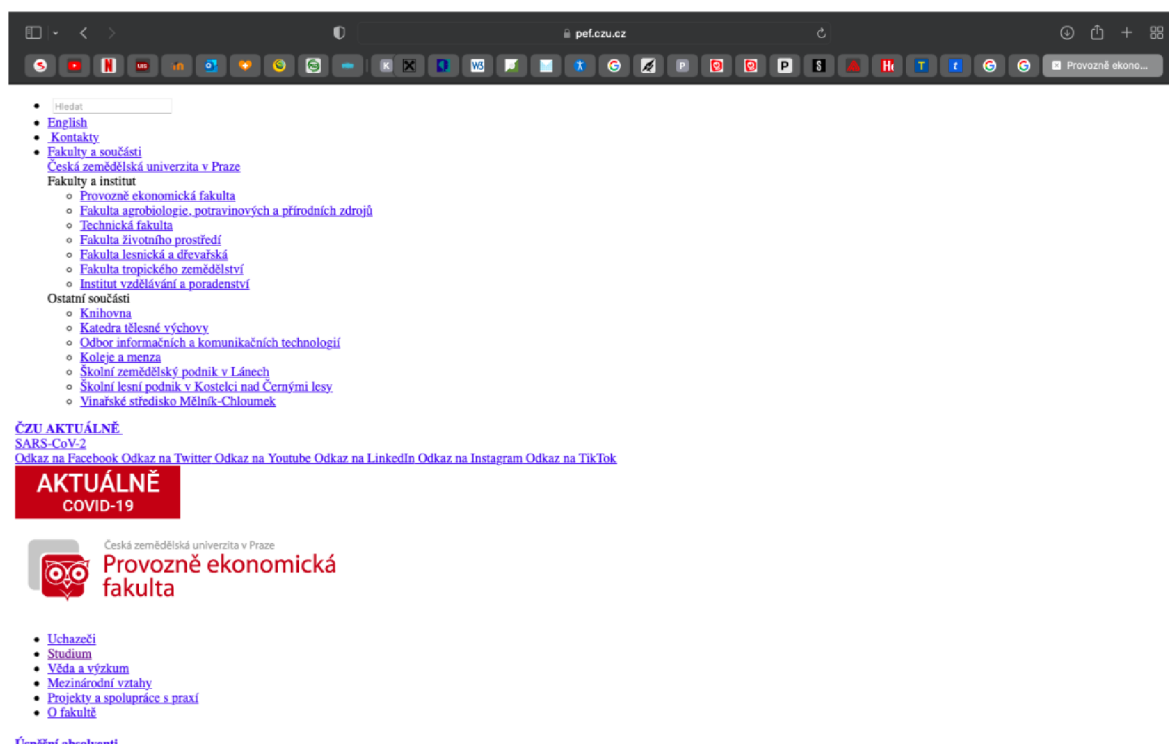 pef.czu.cz
Provozně ekono...
Hledat
English
Kontakty
Fakulty a součásti
Česká zemědělská univerzita v Praze
Fakulty a institut
Provozně ekonomická fakulta
Fakulta agrobiologie, potravinových a přírodních zdrojů
Technická fakulta
Fakulta životního prostředí
Fakulta lesnická a dřevařská
Fakulta tropického zemědělství
Institut vzdělávání a poradenství
Ostatní součásti
Knihovna
Katedra tělesné výchovy
Odbor informačních a komunikačních technologií
Koleje a menza
Školní zemědělský podnik v Lánech
Školní lesní podnik v Kostelci nad Černými lesy
Vinařské středisko Mělník-Chloumek
ČZU AKTUÁLNĚ
SARS-CoV-2
Odkaz na Facebook Odkaz na Twitter Odkaz na Youtube Odkaz na LinkedIn Odkaz na Instagram Odkaz na TikTok
AKTUÁLNĚ
COVID-19
Česká zemědělská univerzita v Praze
Provozně ekonomická
fakulta
Uchazeči
Studium
Věda a výzkum
Mezinárodní vztahy
Projekty a spolupráce s praxí
O fakultě
Úspěšní absolventi